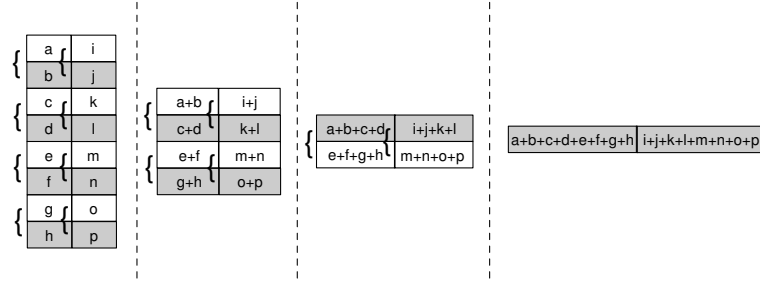 a i
b j
c k
d l
e m
f n
g o
h p
a+b i+j
c+d k+l
e+f m+n
g+h o+p
a+b+c+d i+j+k+l
e+f+g+h m+n+o+p
a+b+c+d+e+f+g+h i+j+k+l+m+n+o+p